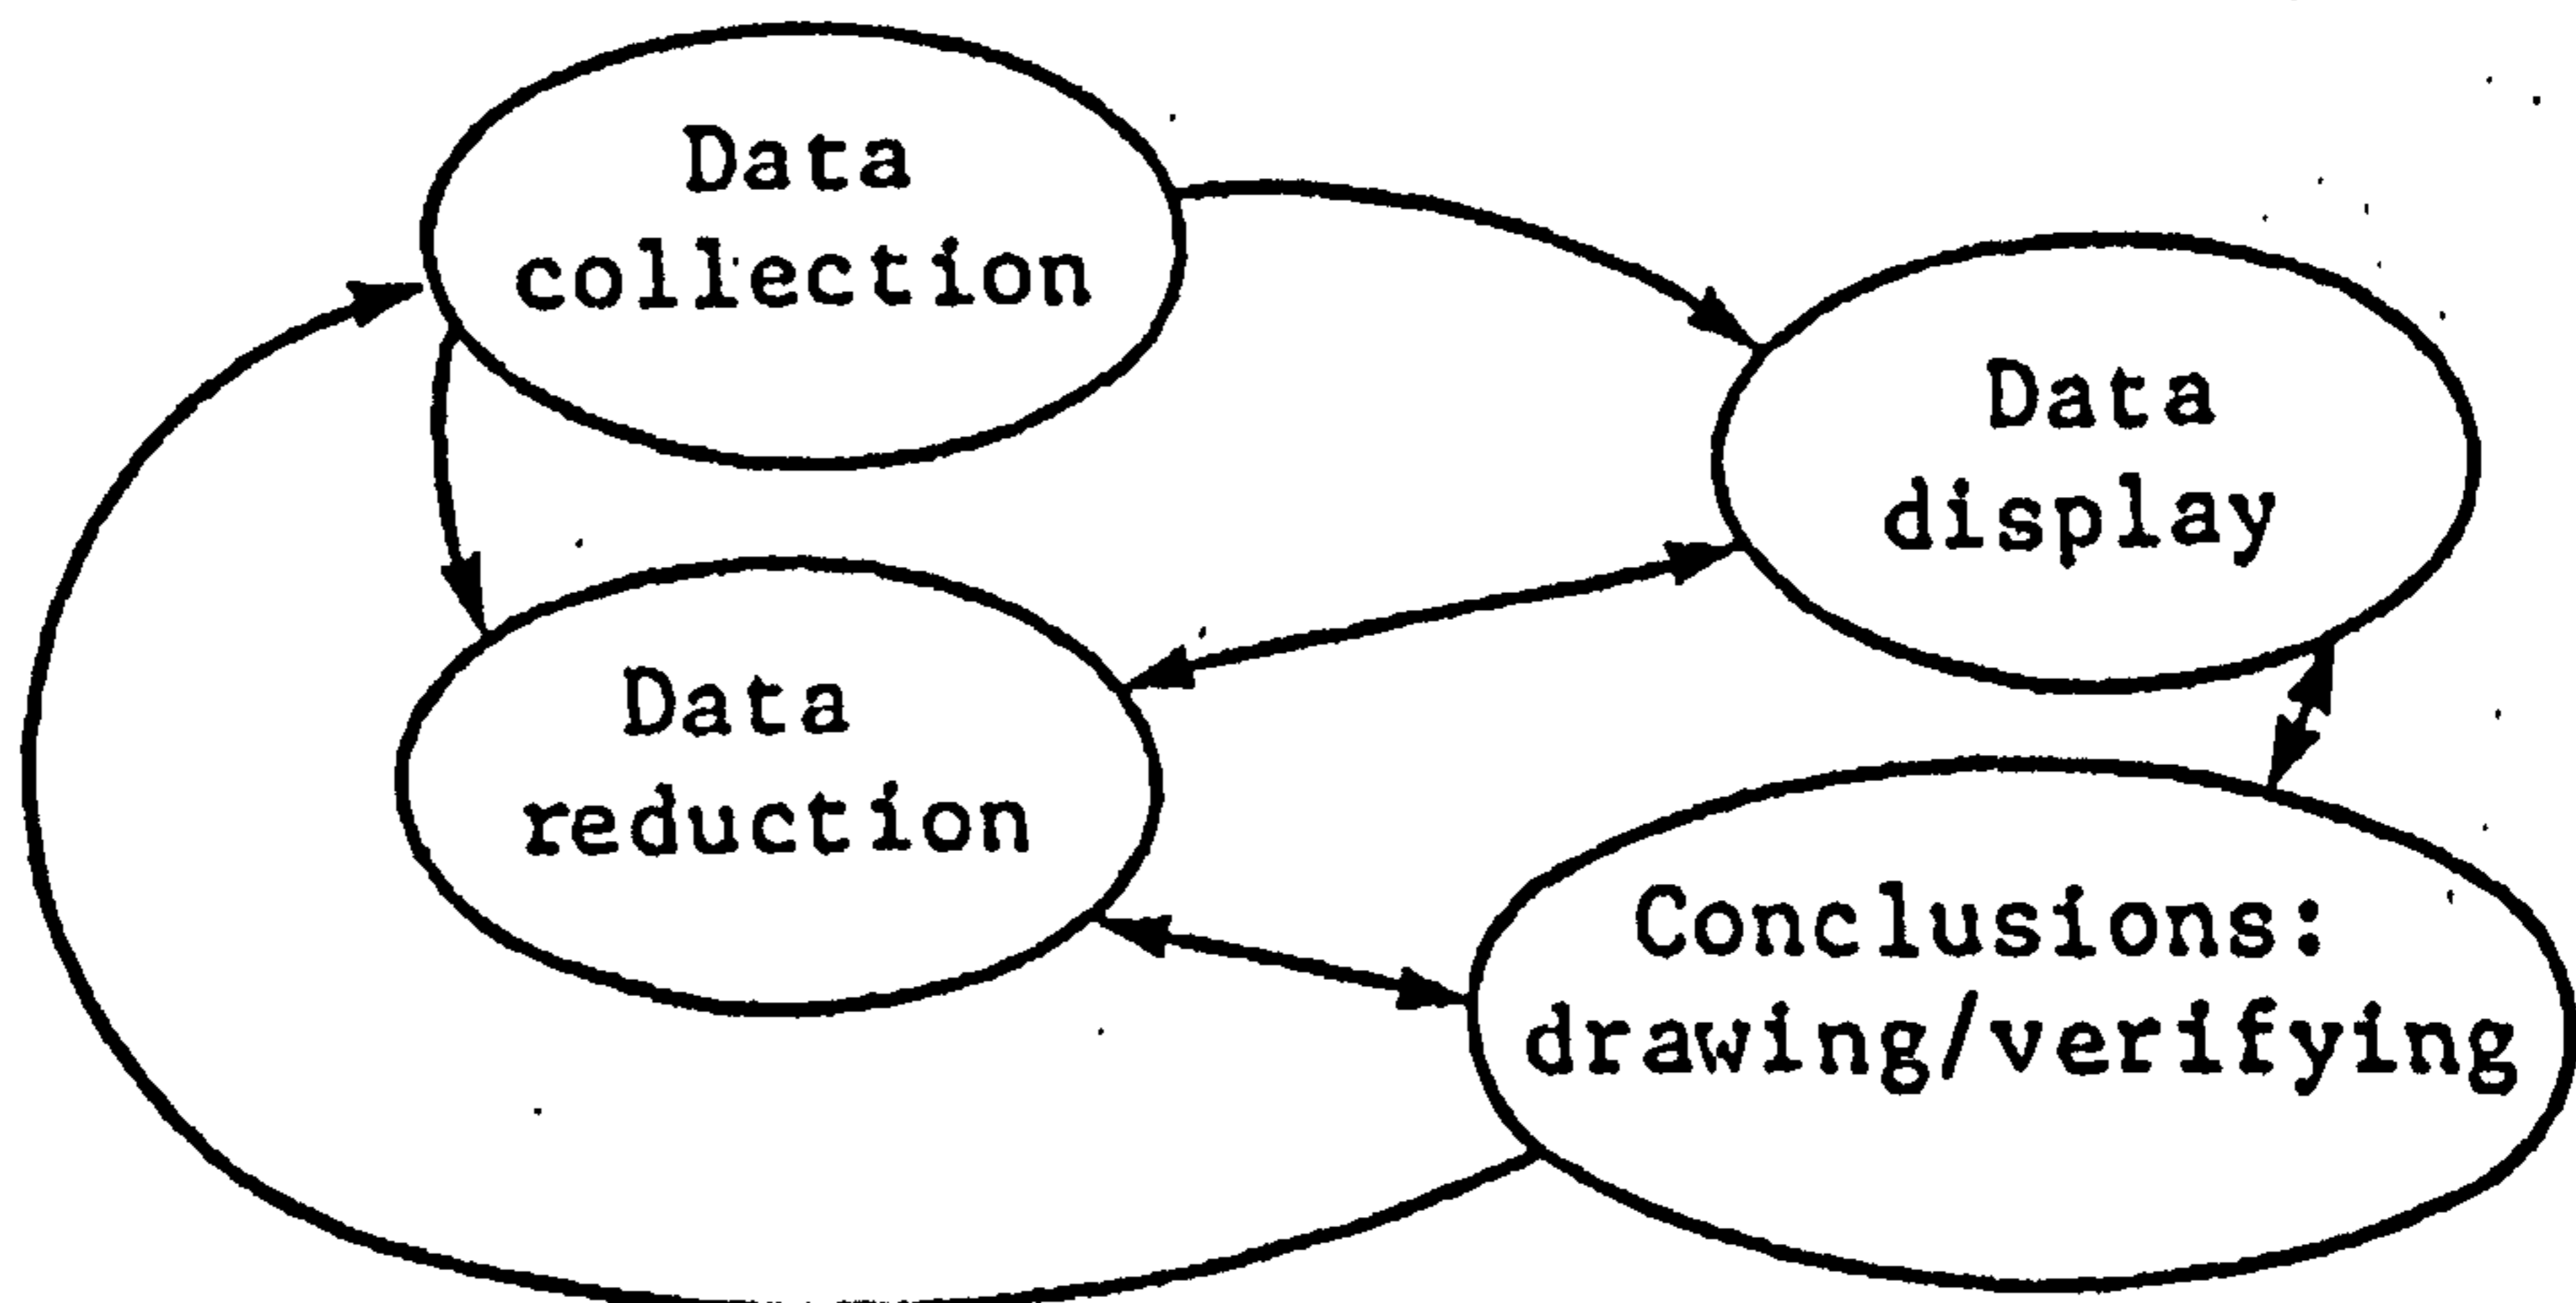 Data
collection
Data
display
Data
reduction
Conclusions:
drawing/verifying